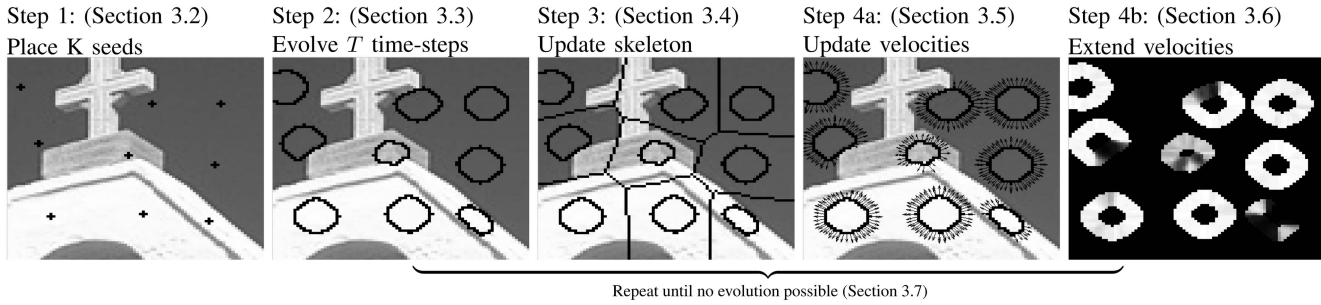 Step 1: (Section 3.2)
Place K seeds
Step 2: (Section 3.3)
Evolve T time-steps
Step 3: (Section 3.4)
Update skeleton
Step 4a: (Section 3.5)
Update velocities
Step 4b: (Section 3.6)
Extend velocities
Repeat until no evolution possible (Section 3.7)